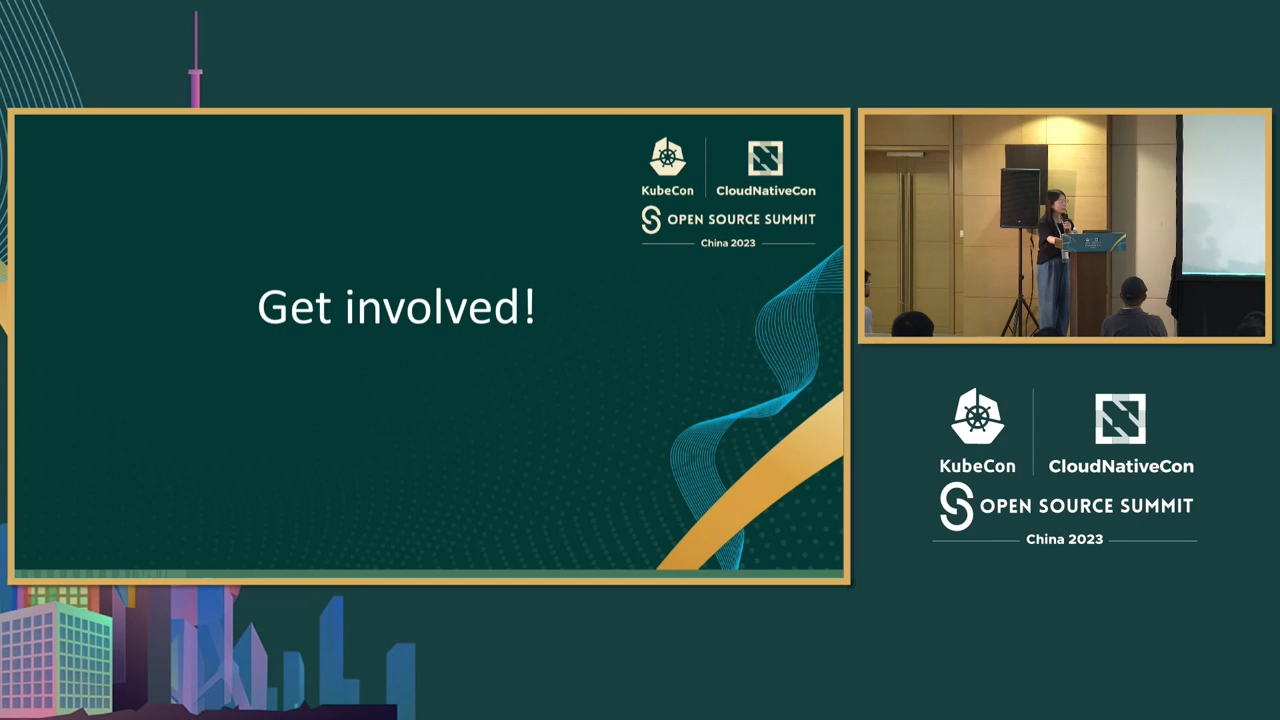 KubeCon
CloudNativeCon
OPEN SOURCE SUMMIT
China 2023
Get involved!
KubeCon
CloudNativeCon
OPEN SOURCE SUMMIT
China 2023